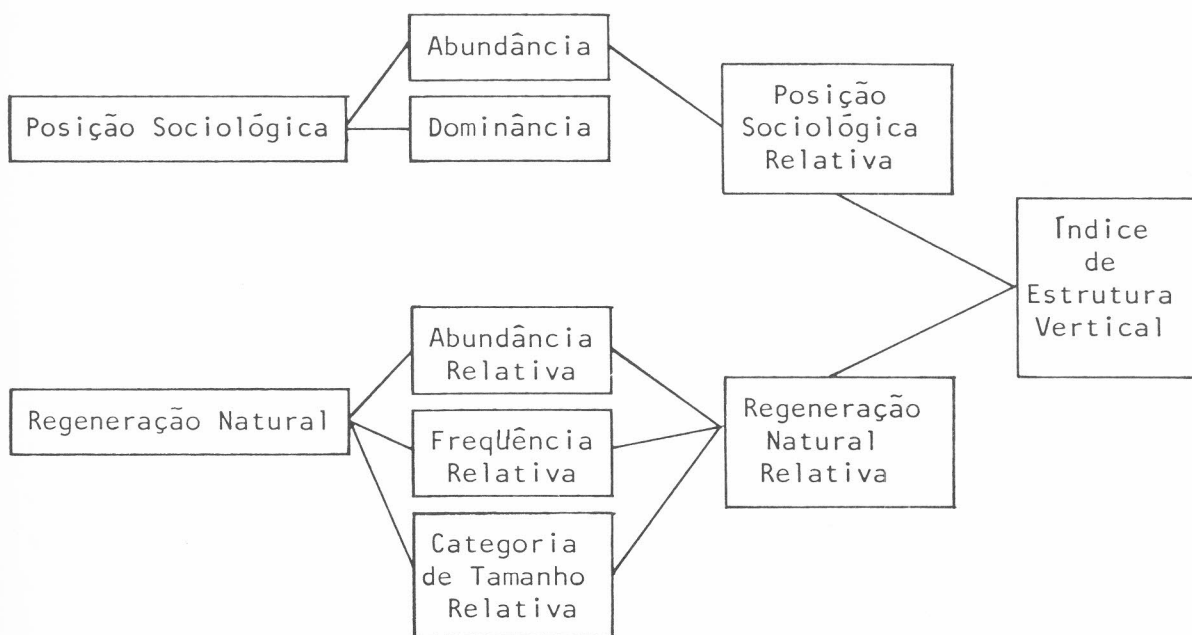 Posição Sociológica
Abundância
Dominância
Posição
Sociológica
Relativa
Regeneração Natural
Abundância
Relativa
Freqüência
Relativa
Categoria
de Tamanho
Relativa
Regeneração
Natural
Relativa
Índice
de
Estrutura
Vertical